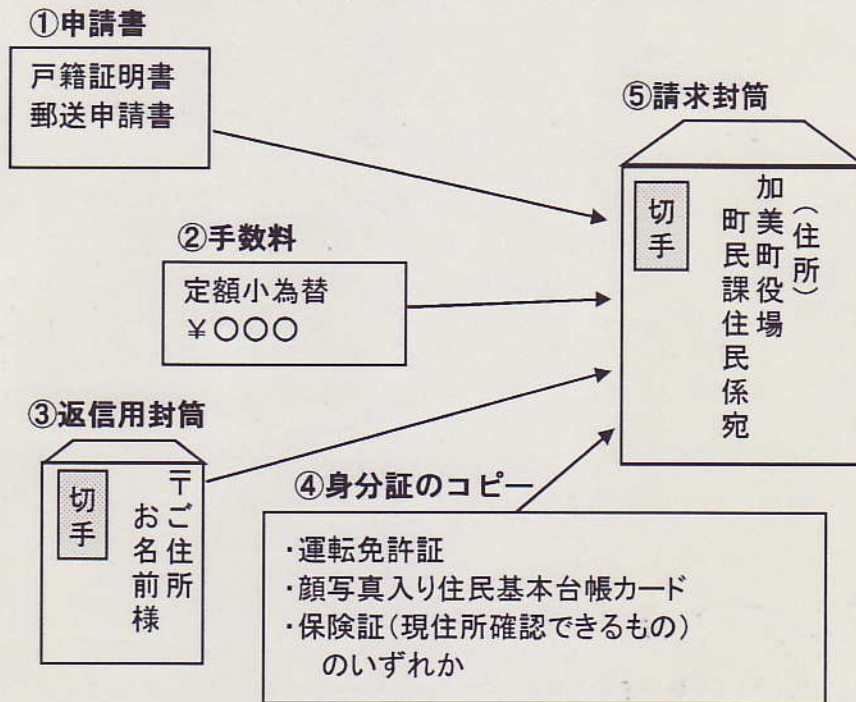 ①申請書
戸籍証明書
郵送申請書
②手数料
定額小為替
¥〇〇〇
③返信用封筒
切手
〒ご住所
お名前様
④身分証のコピー
・運転免許証
・顔写真入り住民基本台帳カード
・保険証(現住所確認できるもの)
のいずれか
⑤請求封筒
切手
(住所)
加美町役場
町民課住民係宛